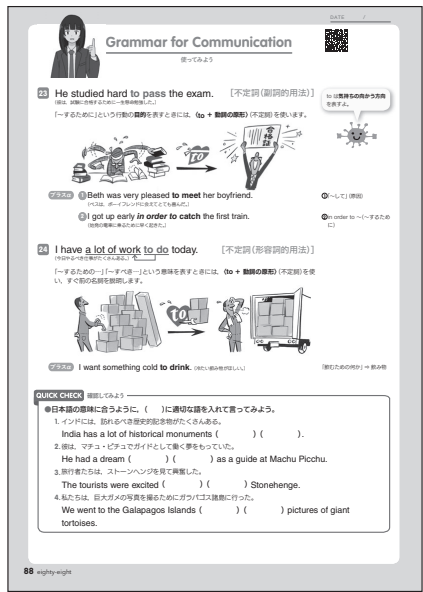 DATE /
Grammar for Communication
使ってみよう
23 He studied hard to pass the exam. [不定詞(副詞的用法)]
(彼は、試験に合格するために一生懸命勉強した。)
「～するために」という行動の目的を表すときには、〈to + 動詞の原形〉(不定詞)を使います。
to は気持ちの向かう方向
を表すよ。
合格証
to
プラスα ❶Beth was very pleased to meet her boyfriend.
(ベスは、ボーイフレンドに会えてとても喜んだ。)
❶(「～して」(原因)
❷I got up early in order to catch the first train.
(始発の電車に乗るために早く起きた。)
❷in order to ～(～するため
に)
24 I have a lot of work to do today. [不定詞(形容詞的用法)]
(今日やるべき仕事がたくさんある。)
「～するための…」「～すべき…」という意味を表すときには、〈to + 動詞の原形〉(不定詞)を使
い、すぐ前の名詞を説明します。
to
プラスα I want something cold to drink. (冷たい飲み物がほしい。)
「飲むための何か」⇒ 飲み物
QUICK CHECK 確認してみよう
●日本語の意味に合うように、( )に適切な語を入れて言ってみよう。
1. インドには、訪れるべき歴史的記念物がたくさんある。
India has a lot of historical monuments ( ) ( ).
2. 彼は、マチュ・ピチュでガイドとして働く夢をもっていた。
He had a dream ( ) ( ) as a guide at Machu Picchu.
3. 旅行者たちは、ストーンヘンジを見て興奮した。
The tourists were excited ( ) ( ) Stonehenge.
4. 私たちは、巨大ガメの写真を撮るためにガラパゴス諸島に行った。
We went to the Galapagos Islands ( ) ( ) pictures of giant
tortoises.
88 eighty-eight